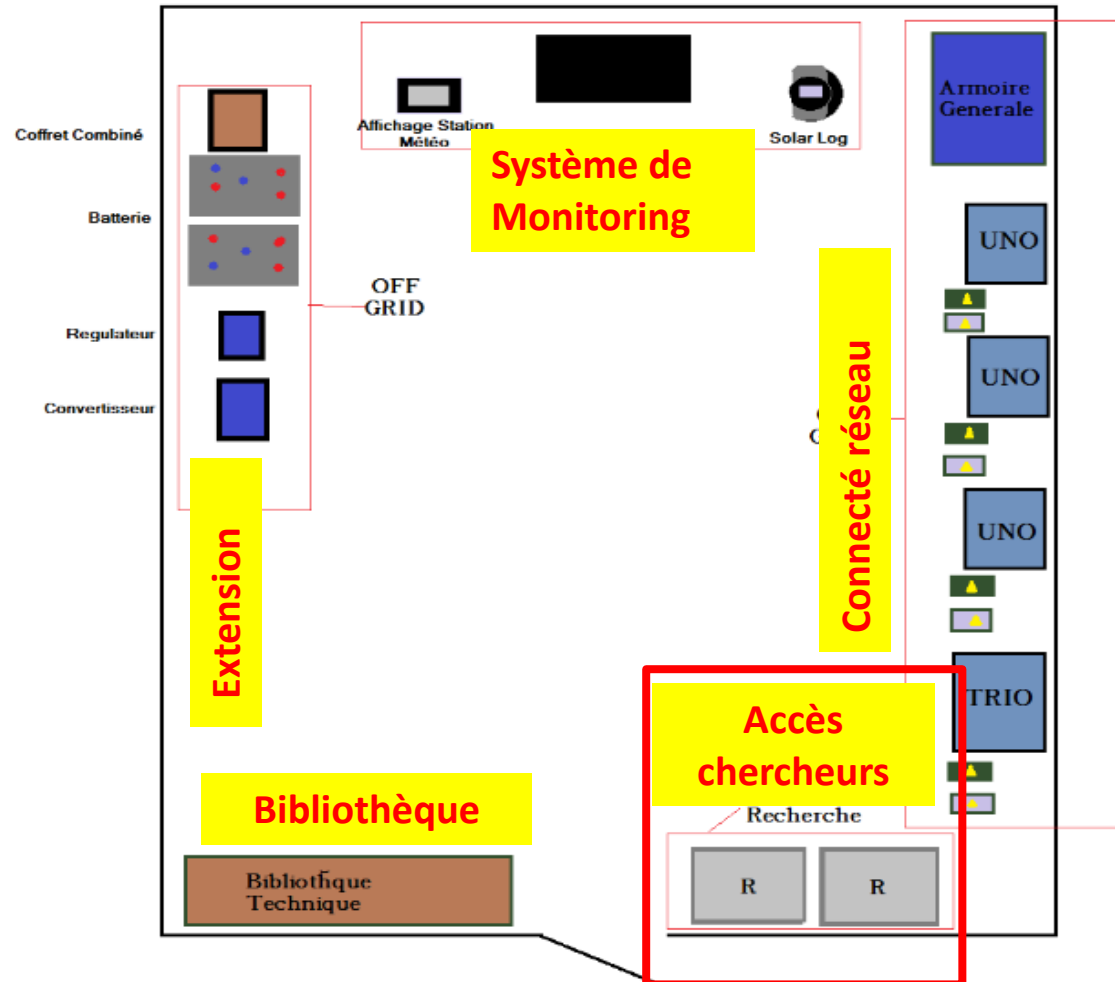 Coffret Combiné
Batterie
Regulateur
Convertisseur
OFF
GRID
Extension
Affichage Station
Météo
Solar Log
Système de
Monitoring
Connecté réseau
Armoire
Generale
UNO
UNO
UNO
TRIO
Accès
chercheurs
Recherche
R
R
Bibliothèque
Bibliothque
Technique